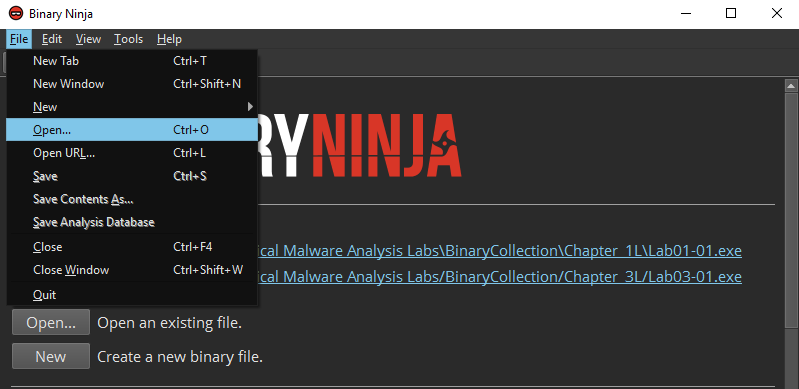 Binary Ninja
File Edit View Tools Help
New Tab Ctrl+T
New Window Ctrl+Shift+N
New
Open... Ctrl+O
Open URL... Ctrl+L
Save Ctrl+S
Save Contents As...
Save Analysis Database
Close Ctrl+F4
Close Window Ctrl+Shift+W
Quit
RYNINJA
ical Malware Analysis Labs\BinaryCollection\Chapter_1L\Lab01-01.exe
ical Malware Analysis Labs/BinaryCollection/Chapter_3L/Lab03-01.exe
Open... Open an existing file.
New Create a new binary file.